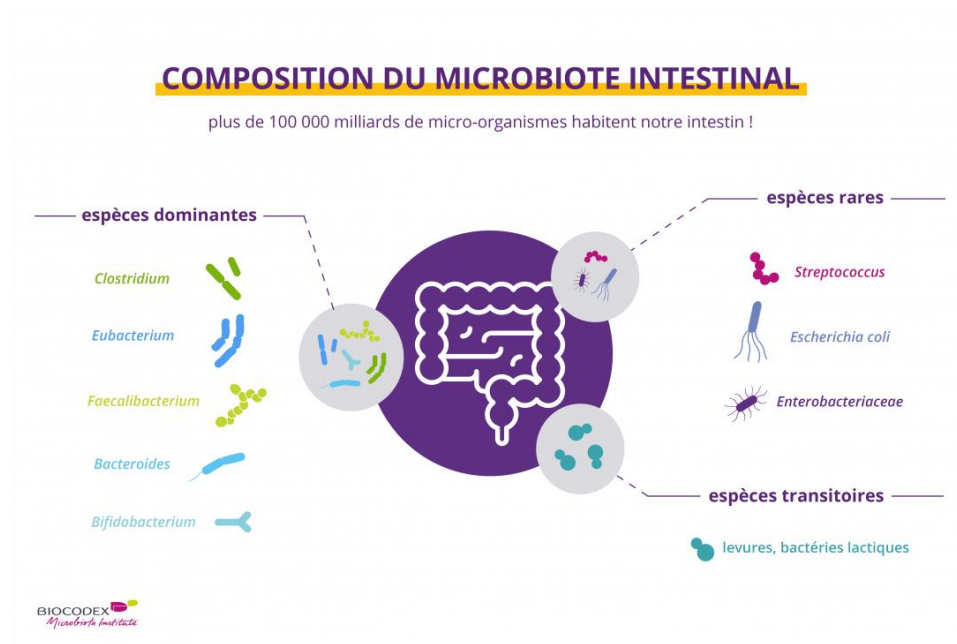 COMPOSITION DU MICROBIOTE INTESTINAL
plus de 100 000 milliards de micro-organismes habitent notre intestin !
espèces dominantes
Clostridium
Eubacterium
Faecalibacterium
Bacteroides
Bifidobacterium
espèces rares
Streptococcus
Escherichia coli
Enterobacteriaceae
espèces transitoires
levures, bactéries lactiques
BIOCODEX
Microbiota Institute